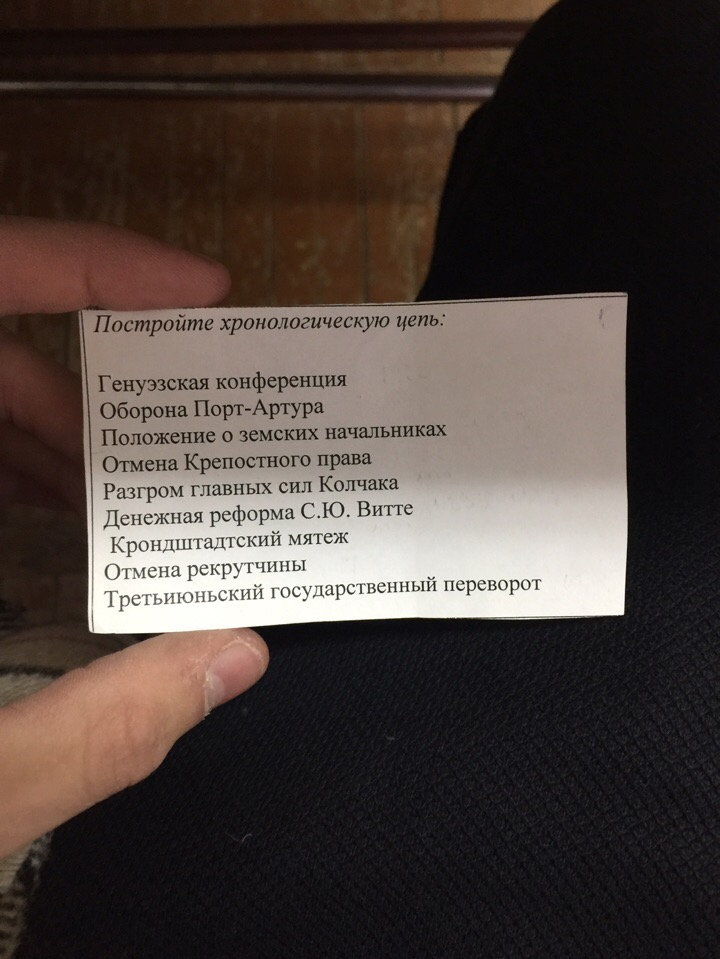 Постройте хронологическую цепь:
Генуэзская конференция
Оборона Порт-Артура
Положение о земских начальниках
Отмена Крепостного права
Разгром главных сил Колчака
Денежная реформа С.Ю. Витте
Крондштадтский мятеж
Отмена рекрутчины
Третьиюньский государственный переворот